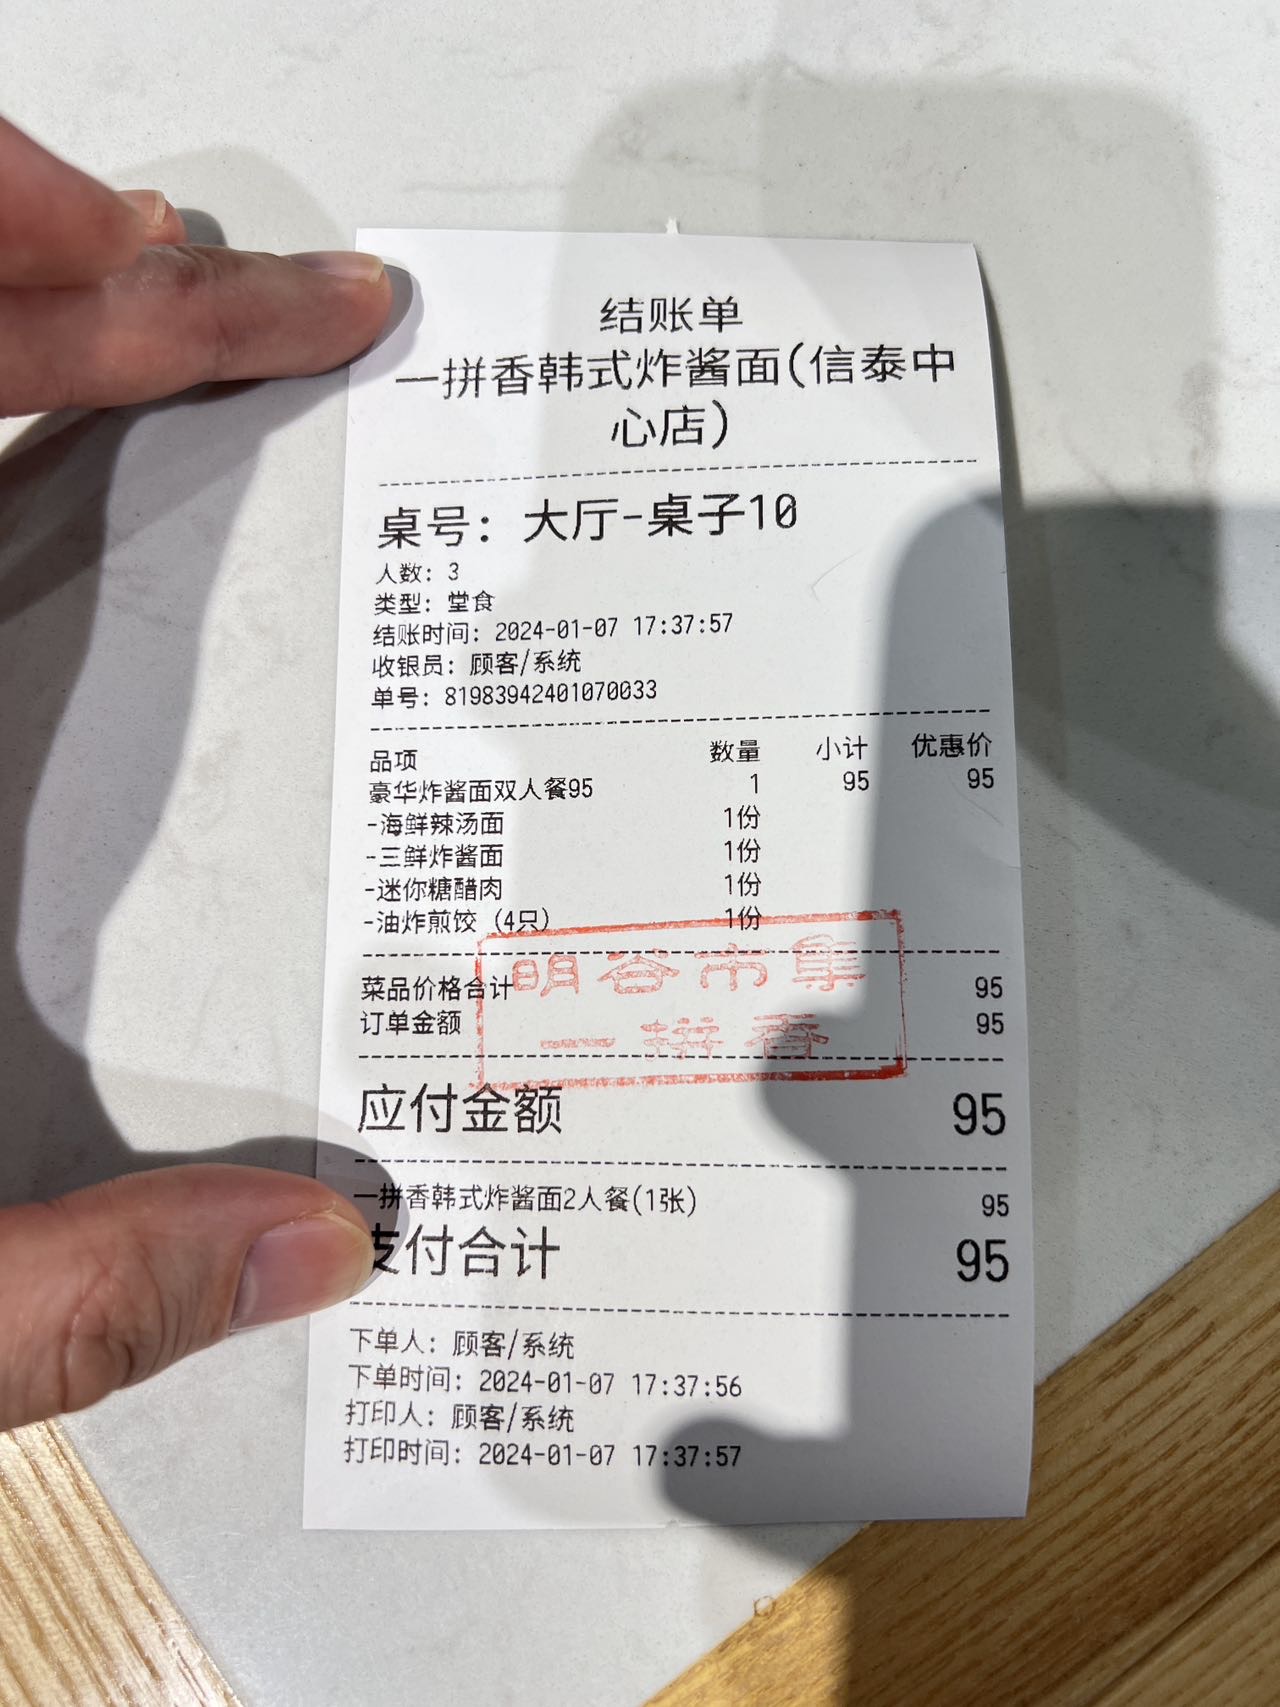 结账单
一拼香韩式炸酱面(信泰中
心店)
桌号: 大厅-桌子10
人数: 3
类型: 堂食
结账时间: 2024-01-07 17:37:57
收银员: 顾客/系统
单号: 81983942401070033
品项 数量 小计 优惠价
豪华炸酱面双人餐95 1 95 95
-海鲜辣汤面 1份
-三鲜炸酱面 1份
-迷你糖醋肉 1份
-油炸煎饺 (4只) 1份
明谷市集
一拼香
菜品价格合计 95
订单金额 95
应付金额 95
一拼香韩式炸酱面2人餐(1张) 95
支付合计 95
下单人: 顾客/系统
下单时间: 2024-01-07 17:37:56
打印人: 顾客/系统
打印时间: 2024-01-07 17:37:57